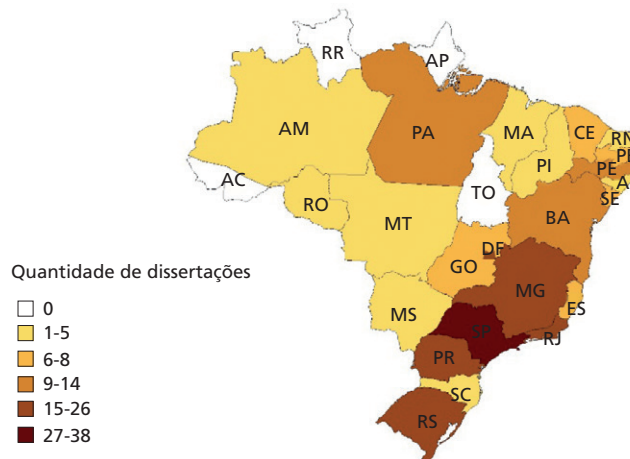 RR
AP
AM
PA
MA
CE
RN
PI
PE
AC
TO
SE
RO
BA
MT
DF
GO
MG
MS
ES
SP
RJ
PR
SC
RS
Quantidade de dissertações
0
1-5
6-8
9-14
15-26
27-38